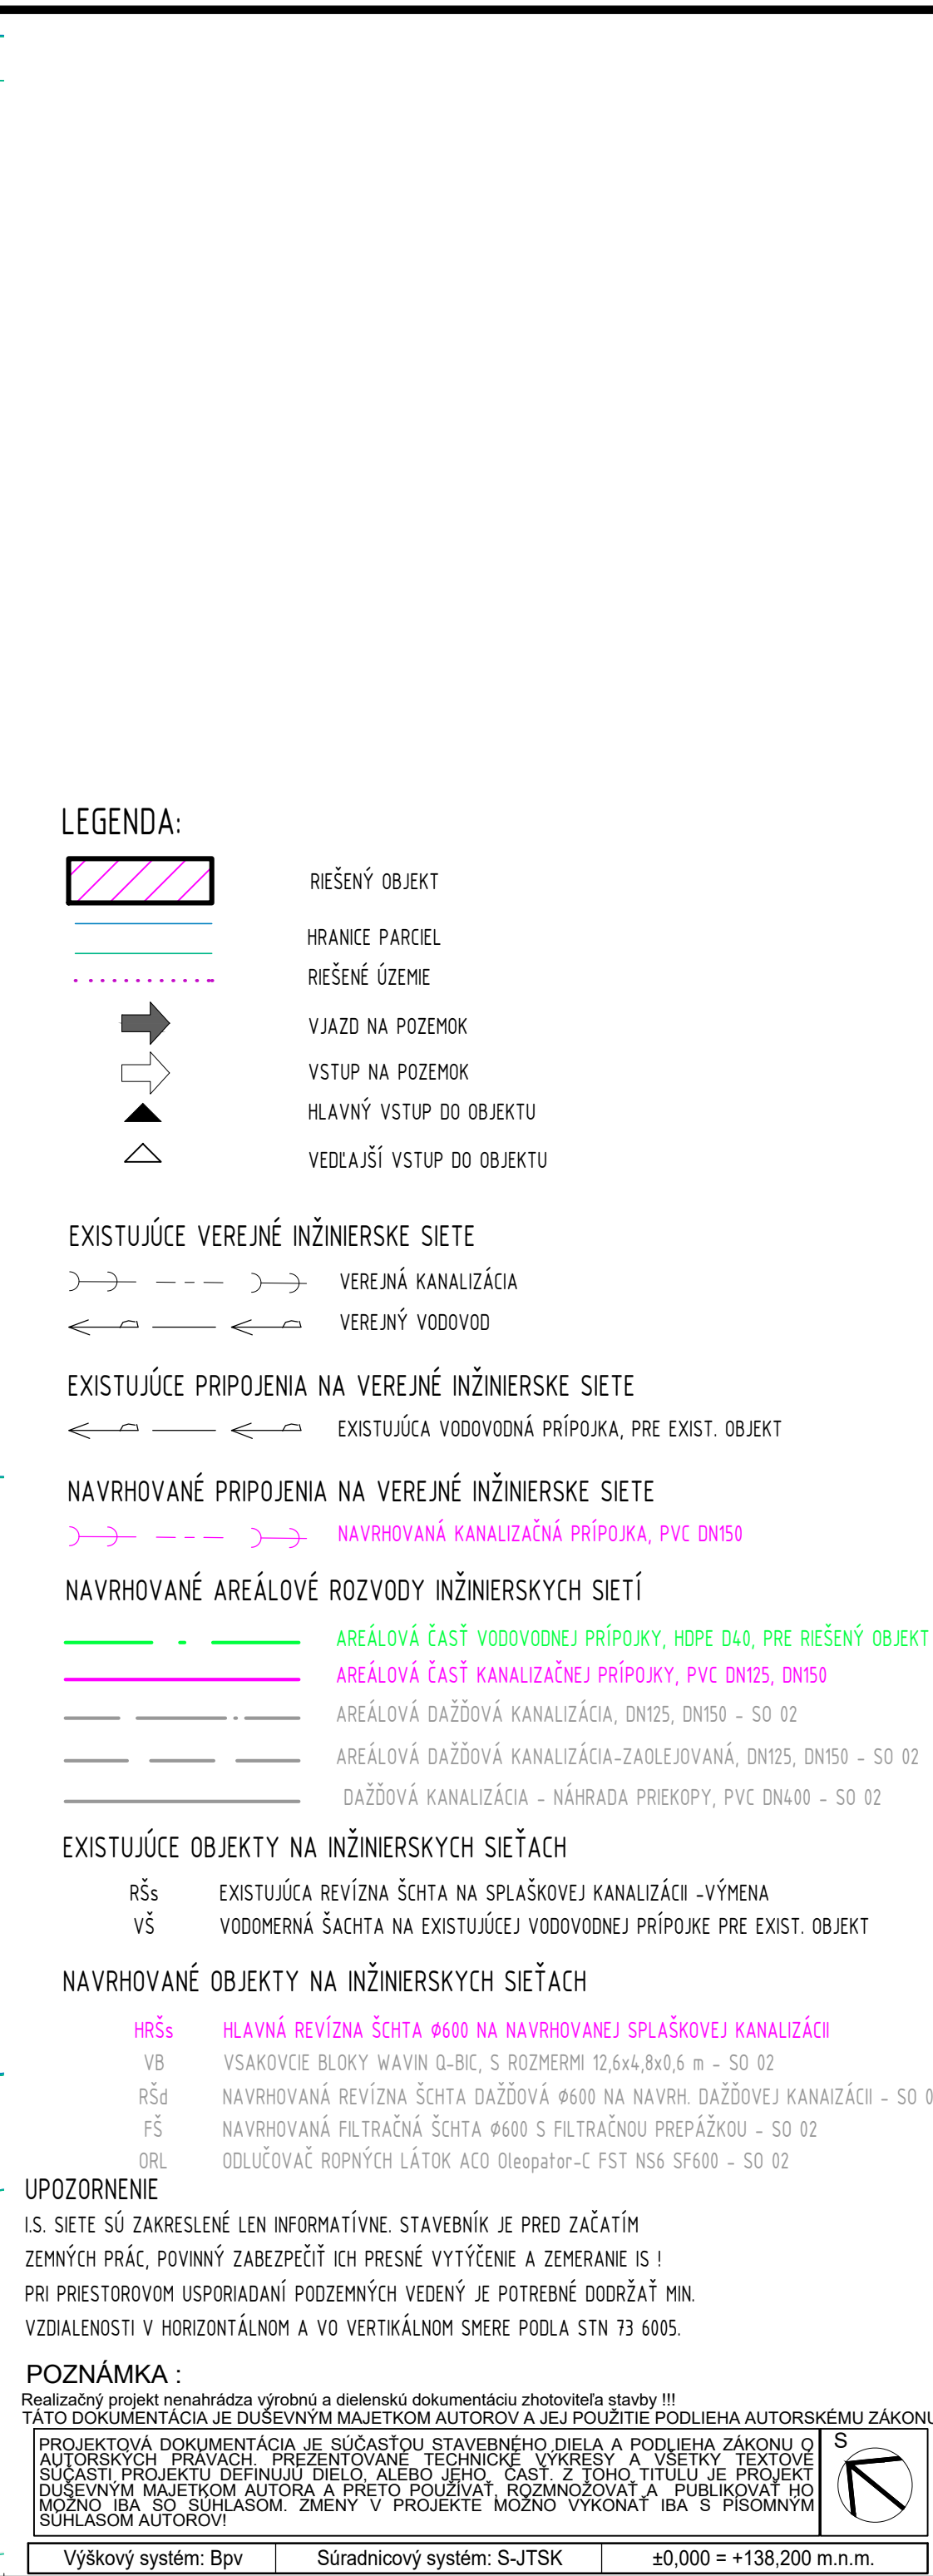 LEGENDA:
RIEŠENÝ OBJEKT
HRANICE PARCIEL
RIEŠENÉ ÚZEMIE
VJAZD NA POZEMOK
VSTUP NA POZEMOK
HLAVNÝ VSTUP DO OBJEKTU
VEDĽAJŠÍ VSTUP DO OBJEKTU
EXISTUJÚCE VEREJNÉ INŽINIERSKE SIETE
VEREJNÁ KANALIZÁCIA
VEREJNÝ VODOVOD
EXISTUJÚCE PRIPOJENIA NA VEREJNÉ INŽINIERSKE SIETE
EXISTUJÚCA VODOVODNÁ PRÍPOJKA, PRE EXIST. OBJEKT
NAVRHOVANÉ PRIPOJENIA NA VEREJNÉ INŽINIERSKE SIETE
NAVRHOVANÁ KANALIZAČNÁ PRÍPOJKA, PVC DN150
NAVRHOVANÉ AREÁLOVÉ ROZVODY INŽINIERSKYCH SIETÍ
AREÁLOVÁ ČASŤ VODOVODNEJ PRÍPOJKY, HDPE D40, PRE RIEŠENÝ OBJEKT
AREÁLOVÁ ČASŤ KANALIZAČNEJ PRÍPOJKY, PVC DN125, DN150
AREÁLOVÁ DAŽĎOVÁ KANALIZÁCIA, DN125, DN150 - SO 02
AREÁLOVÁ DAŽĎOVÁ KANALIZÁCIA-ZAOLEJOVANÁ, DN125, DN150 - SO 02
DAŽĎOVÁ KANALIZÁCIA - NÁHRADA PRIEKOPY, PVC DN400 - SO 02
EXISTUJÚCE OBJEKTY NA INŽINIERSKYCH SIEŤACH
RŠs EXISTUJÚCA REVÍZNA ŠCHTA NA SPLAŠKOVEJ KANALIZÁCII -VÝMENA
VŠ VODOMERNÁ ŠACHTA NA EXISTUJÚCEJ VODOVODNEJ PRÍPOJKE PRE EXIST. OBJEKT
NAVRHOVANÉ OBJEKTY NA INŽINIERSKYCH SIEŤACH
HRŠs HLAVNÁ REVÍZNA ŠCHTA Ø600 NA NAVRHOVANEJ SPLAŠKOVEJ KANALIZÁCII
VB VSAKOVCIE BLOKY WAVIN Q-BIC, S ROZMERMI 12,6x4,8x0,6 m - SO 02
RŠd NAVRHOVANÁ REVÍZNA ŠCHTA DAŽĎOVÁ Ø600 NA NAVRH. DAŽĎOVEJ KANAIZÁCII - SO 0
FŠ NAVRHOVANÁ FILTRAČNÁ ŠCHTA Ø600 S FILTRAČNOU PREPÁŽKOU - SO 02
ORL ODLUČOVAČ ROPNÝCH LÁTOK ACO Oleopator-C FST NS6 SF600 - SO 02
UPOZORNENIE
I.S. SIETE SÚ ZAKRESLENÉ LEN INFORMATÍVNE. STAVEBNÍK JE PRED ZAČATÍM
ZEMNÝCH PRÁC, POVINNÝ ZABEZPEČIŤ ICH PRESNÉ VYTÝČENIE A ZEMERANIE IS !
PRI PRIESTOROVOM USPORIADANÍ PODZEMNÝCH VEDENÝ JE POTREBNÉ DODRŽAŤ MIN.
VZDIALENOSTI V HORIZONTÁLNOM A VO VERTIKÁLNOM SMERE PODLA STN 73 6005.
POZNÁMKA :
Realizačný projekt nenahrádza výrobnú a dielenskú dokumentáciu zhotoviteľa stavby !!!
TÁTO DOKUMENTÁCIA JE DUŠEVNÝM MAJETKOM AUTOROV A JEJ POUŽITIE PODLIEHA AUTORSKÉMU ZÁKONU
PROJEKTOVÁ DOKUMENTÁCIA JE SÚČASŤOU STAVEBNÉHO DIELA A PODLIEHA ZÁKONU O
AUTORSKÝCH PRÁVACH. PREZENTOVANÉ TECHNICKÉ VÝKRESY A VŠETKY TEXTOVÉ
SÚČASTI PROJEKTU DEFINUJÚ DIELO, ALEBO JEHO ČASŤ. Z TOHO TITULU JE PROJEKT
DUŠEVNÝM MAJETKOM AUTORA A PRETO POUŽÍVAŤ, ROZMNOŽOVAŤ A PUBLIKOVAŤ HO
MOŽNO IBA SO SÚHLASOM. ZMENY V PROJEKTE MOŽNO VYKONAŤ IBA S PÍSOMNÝM
SÚHLASOM AUTOROV!
S
Výškový systém: Bpv Súradnicový systém: S-JTSK ±0,000 = +138,200 m.n.m.